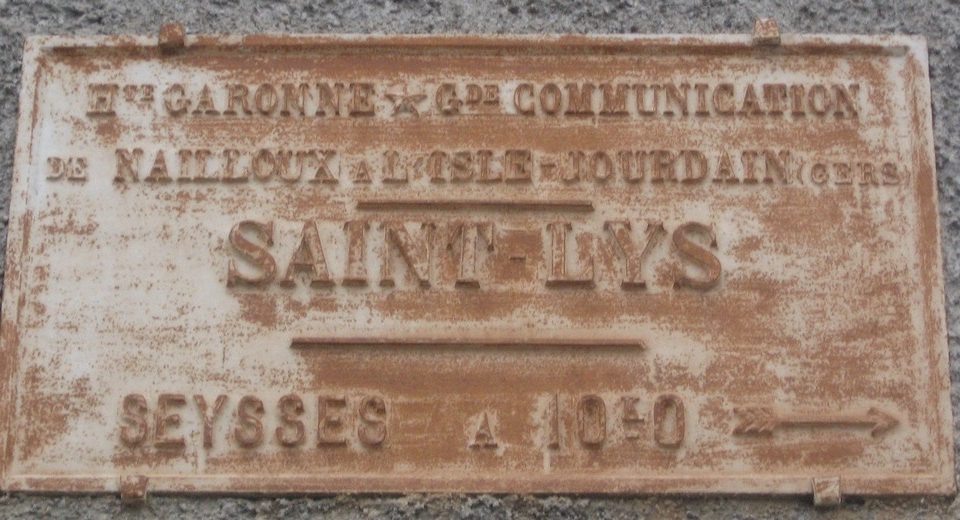 HTE GARONNE ★ GDE COMMUNICATION
DE NAILLOUX A L'ISLE-JOURDAIN (GERS)
SAINT-LYS
SEYSSES A 10K0